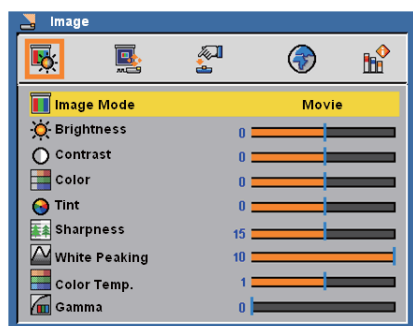 Image
Image Mode Movie
Brightness 0
Contrast 0
Color 0
Tint 0
Sharpness 15
White Peaking 10
Color Temp. 1
Gamma 0